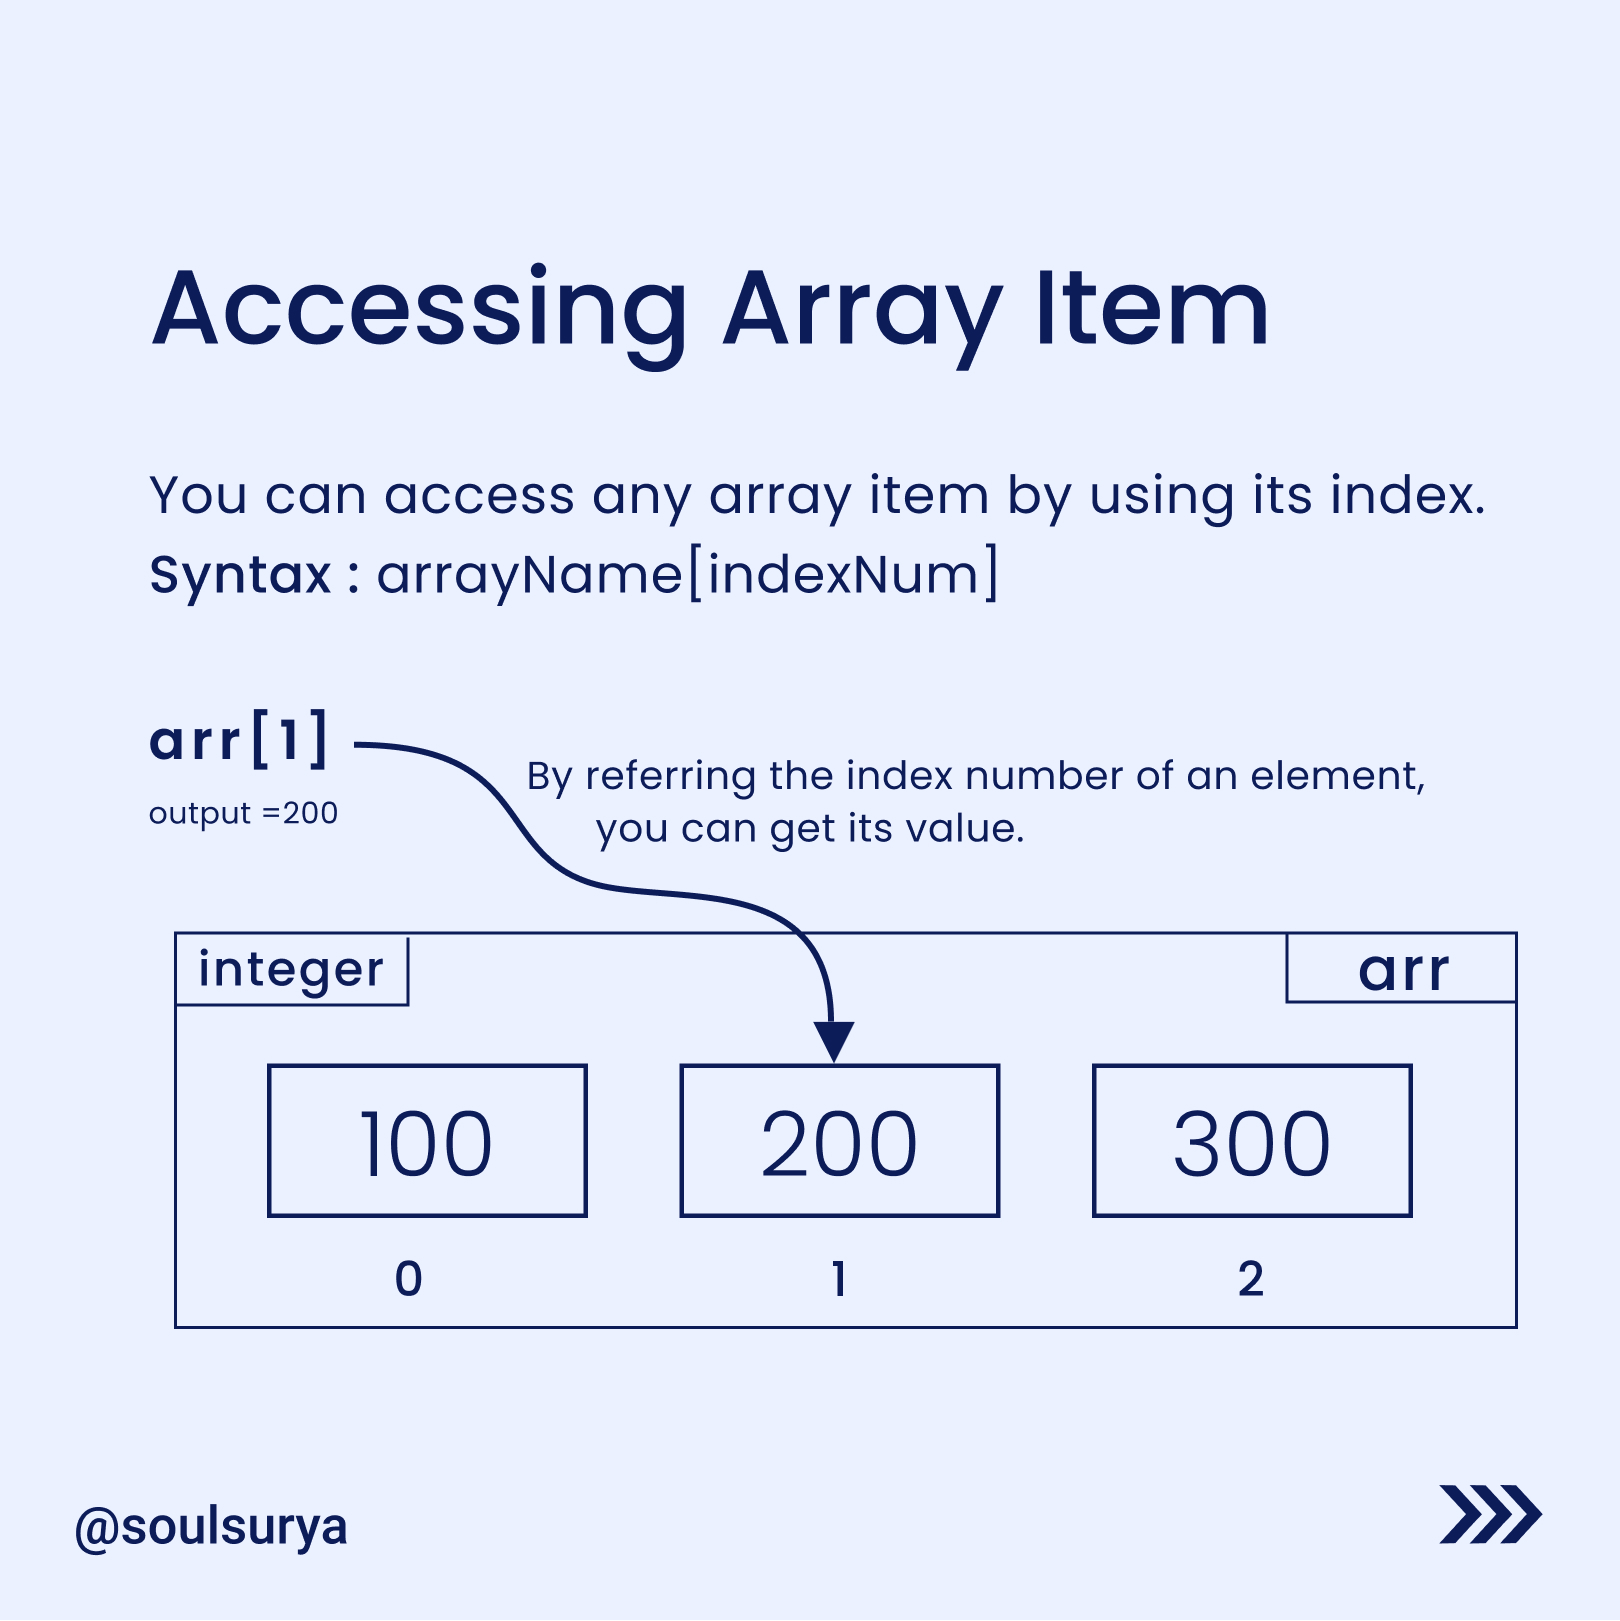 Accessing Array Item
You can access any array item by using its index.
Syntax : arrayName[indexNum]
arr[1]
output =200
By referring the index number of an element,
you can get its value.
integer
arr
100
200
300
0
1
2
@soulsurya